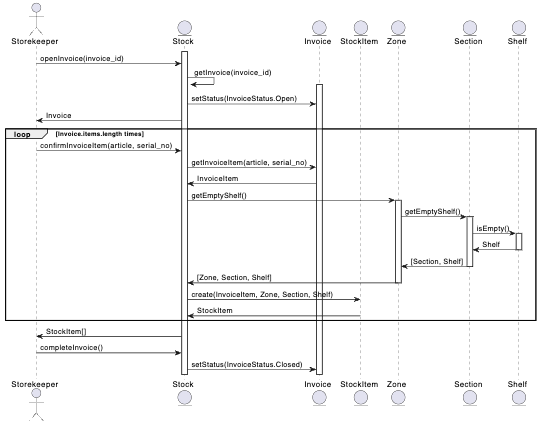 Storekeeper Stock Invoice StockItem Zone Section Shelf
openInvoice(invoice_id)
getInvoice(invoice_id)
setStatus(InvoiceStatus.Open)
Invoice
loop [Invoice.items.length times]
confirmInvoiceItem(article, serial_no)
getInvoiceItem(article, serial_no)
InvoiceItem
getEmptyShelf()
getEmptyShelf()
isEmpty()
Shelf
[Section, Shelf]
[Zone, Section, Shelf]
create(InvoiceItem, Zone, Section, Shelf)
StockItem
StockItem[]
completeInvoice()
setStatus(InvoiceStatus.Closed)
Storekeeper Stock Invoice StockItem Zone Section Shelf